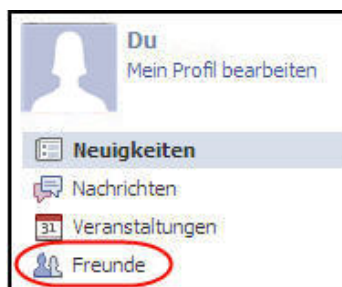 Du
Mein Profil bearbeiten
Neuigkeiten
Nachrichten
31 Veranstaltungen
Freunde